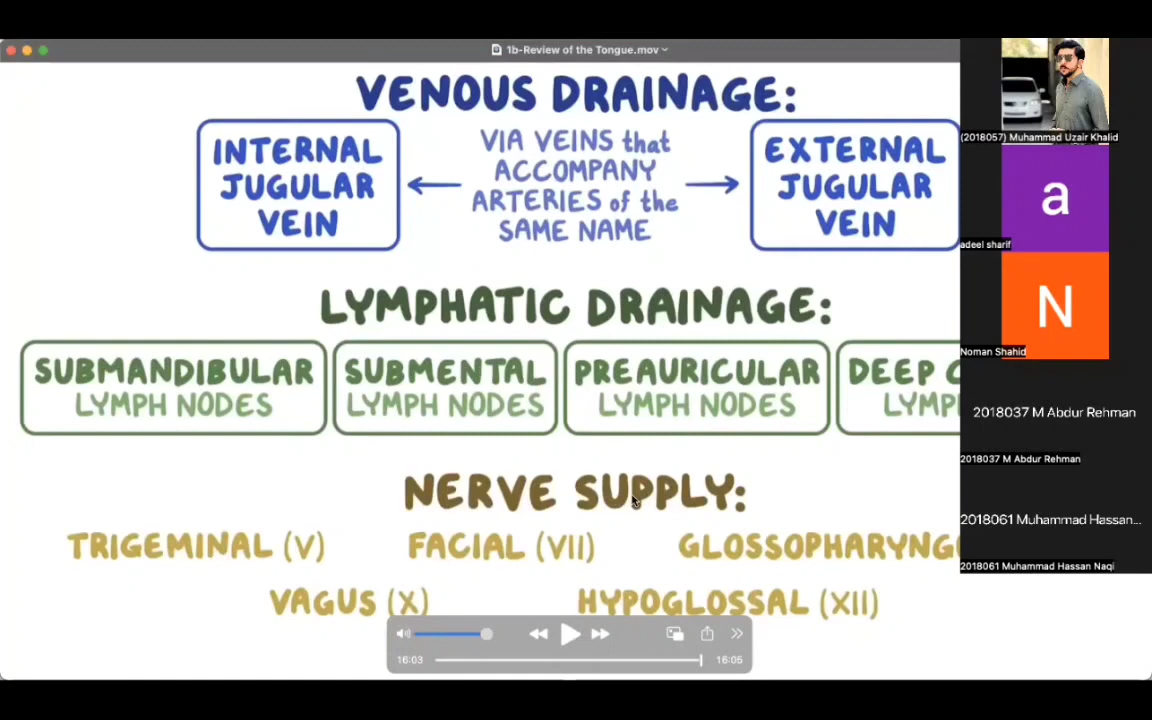 1b-Review of the Tongue.mov
VENOUS DRAINAGE:
INTERNAL
JUGULAR
VEIN
VIA VEINS that
ACCOMPANY
ARTERIES of the
SAME NAME
EXTERNAL
JUGULAR
VEIN
LYMPHATIC DRAINAGE:
SUBMANDIBULAR
LYMPH NODES
SUBMENTAL
LYMPH NODES
PREAURICULAR
LYMPH NODES
DEEP
NERVE SUPPLY:
TRIGEMINAL (V)
FACIAL (VII)
VAGUS (X)
HYPOGLOSSAL (XII)
16:03
16:05
(2018057) Muhammad Uzair Khalid
a
adeel sharif
N
Noman Shahid
2018037 M Abdur Rehman
2018037 M Abdur Rehman
2018061 Muhammad Hassan...
2018061 Muhammad Hassan Naqi